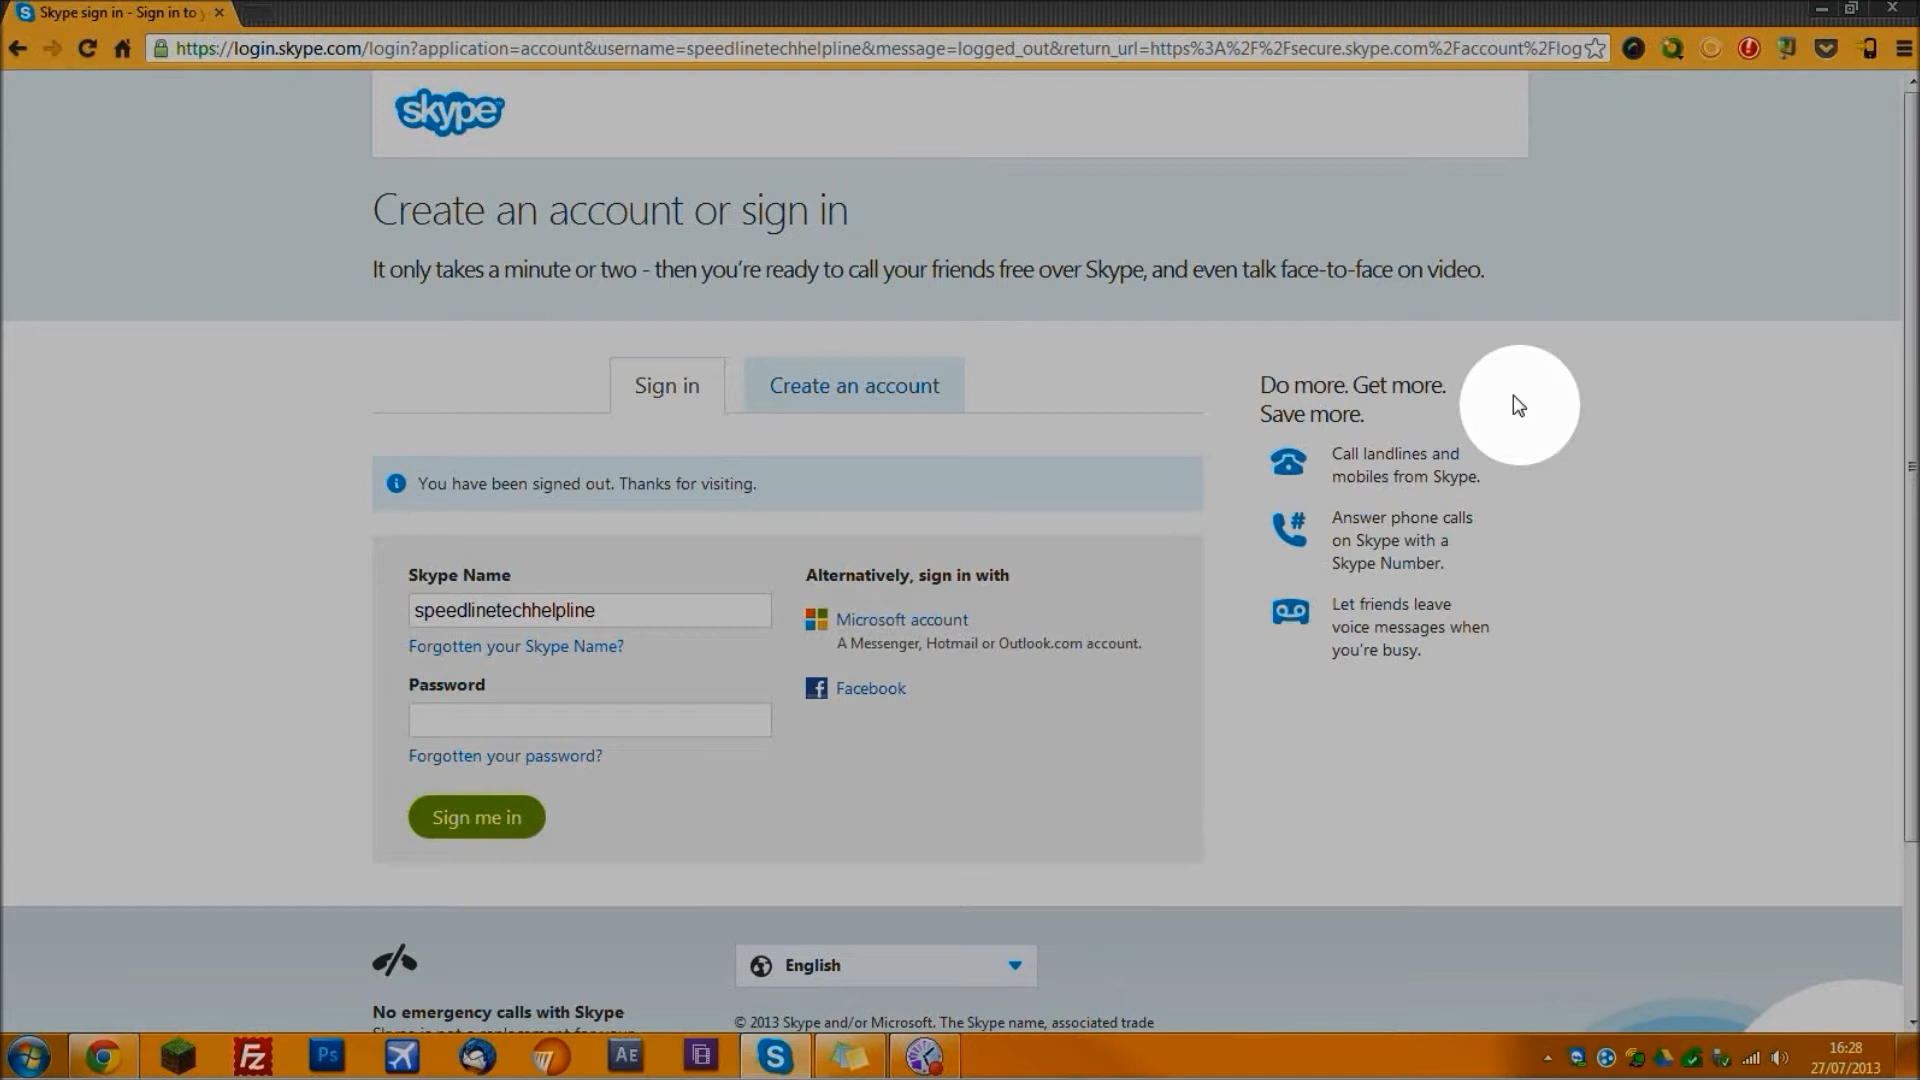 Skype sign in - Sign in to y
https://login.skype.com/login?application=account&username=speedlinetechhelpline&message=logged_out&return_url=https%3A%2F%2Fsecure.skype.com%2Faccount%2Flog
skype
Create an account or sign in
It only takes a minute or two - then you're ready to call your friends free over Skype, and even talk face-to-face on video.
Sign in
Create an account
You have been signed out. Thanks for visiting.
Skype Name
speedlinetechhelpline
Forgotten your Skype Name?
Password
Forgotten your password?
Sign me in
Alternatively, sign in with
Microsoft account
A Messenger, Hotmail or Outlook.com account.
Facebook
Do more. Get more.
Save more.
Call landlines and
mobiles from Skype.
Answer phone calls
on Skype with a
Skype Number.
Let friends leave
voice messages when
you're busy.
No emergency calls with Skype
English
© 2013 Skype and/or Microsoft. The Skype name, associated trade
Fz
Ps
AE
S
16:28
27/07/2013